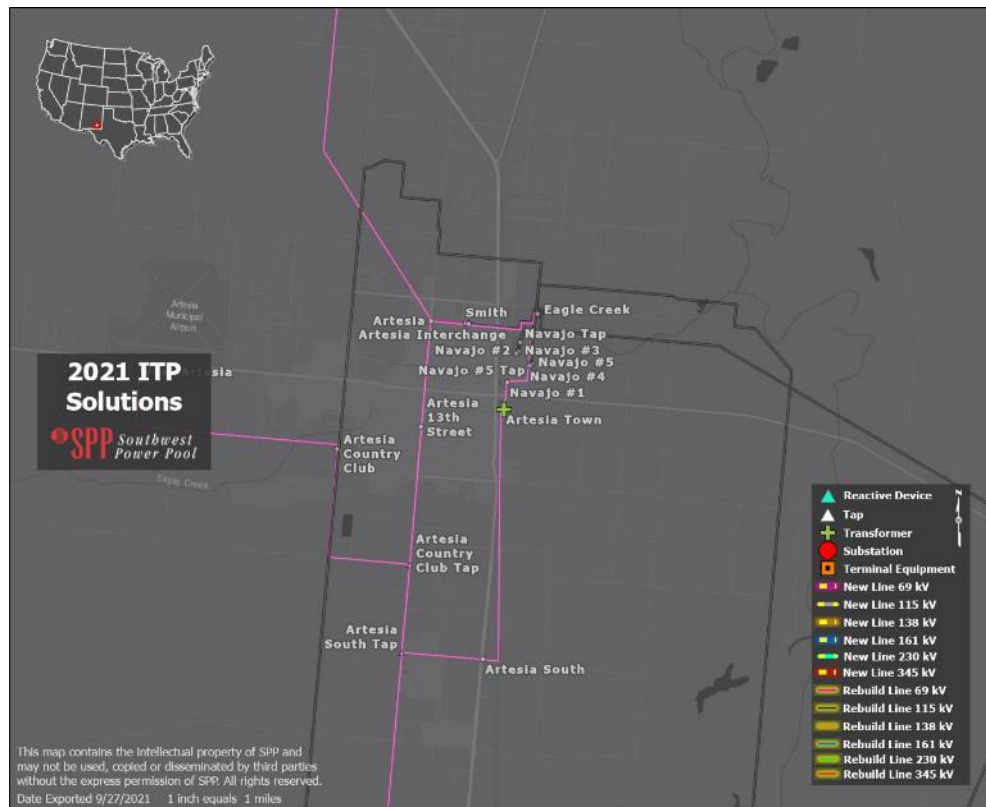 Artesia
Municipal
Airport
Artesia
2021 ITP
Solutions
SPP Southwest
Power Pool
Eagle Creek
Smith
Eagle Creek
Artesia
Artesia Interchange
Navajo Tap
Navajo #2
Navajo #3
Navajo #5
Navajo #5 Tap
Navajo #4
Navajo #1
Artesia Town
Artesia
13th
Street
Artesia
Country
Club
Artesia
Country
Club Tap
Artesia
South Tap
Artesia South
N
Reactive Device
Tap
Transformer
Substation
Terminal Equipment
New Line 69 kV
New Line 115 kV
New Line 138 kV
New Line 161 kV
New Line 230 kV
New Line 345 kV
Rebuild Line 69 kV
Rebuild Line 115 kV
Rebuild Line 138 kV
Rebuild Line 161 kV
Rebuild Line 230 kV
Rebuild Line 345 kV
This map contains the intellectual property of SPP and
may not be used, copied or disseminated by third parties
without the express permission of SPP. All rights reserved.
Date Exported 9/27/2021 1 inch equals 1 miles